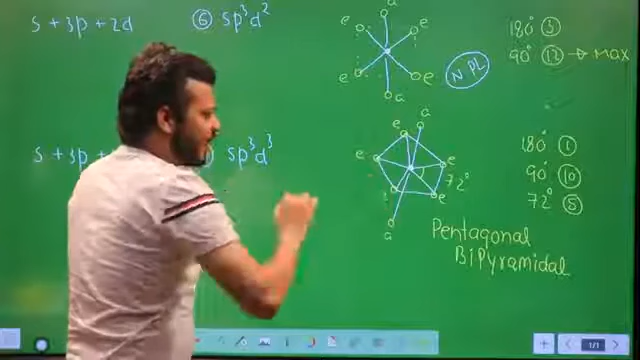 s + 3p + 2d
⑥ sp³d²
a
e
e
e
e
a
N PL
180° ③
90° ⑫ → Max
s + 3p +
sp³d³
a
e
e
e
e
72°
a
180° ①
90° ⑩
72° ⑤
Pentagonal
BiPyramidal
1/1